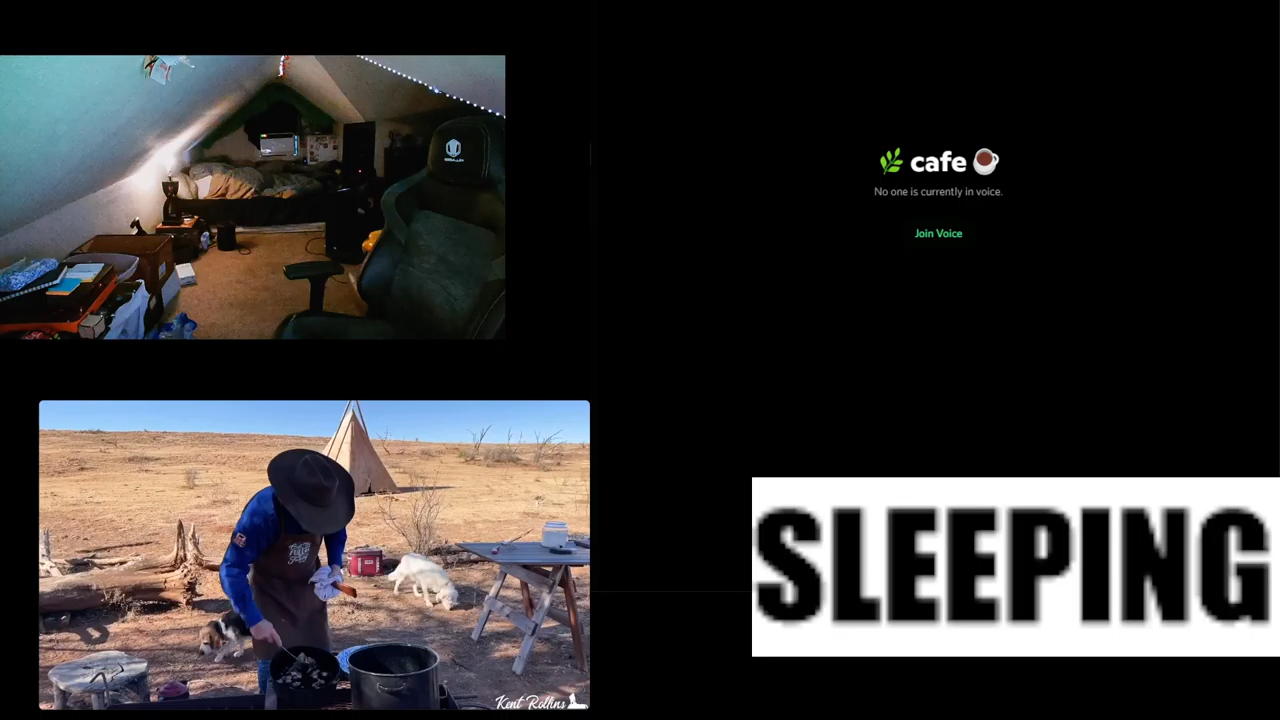 🌿 cafe ☕
No one is currently in voice.
Join Voice
SLEEPING
Kent Rollins